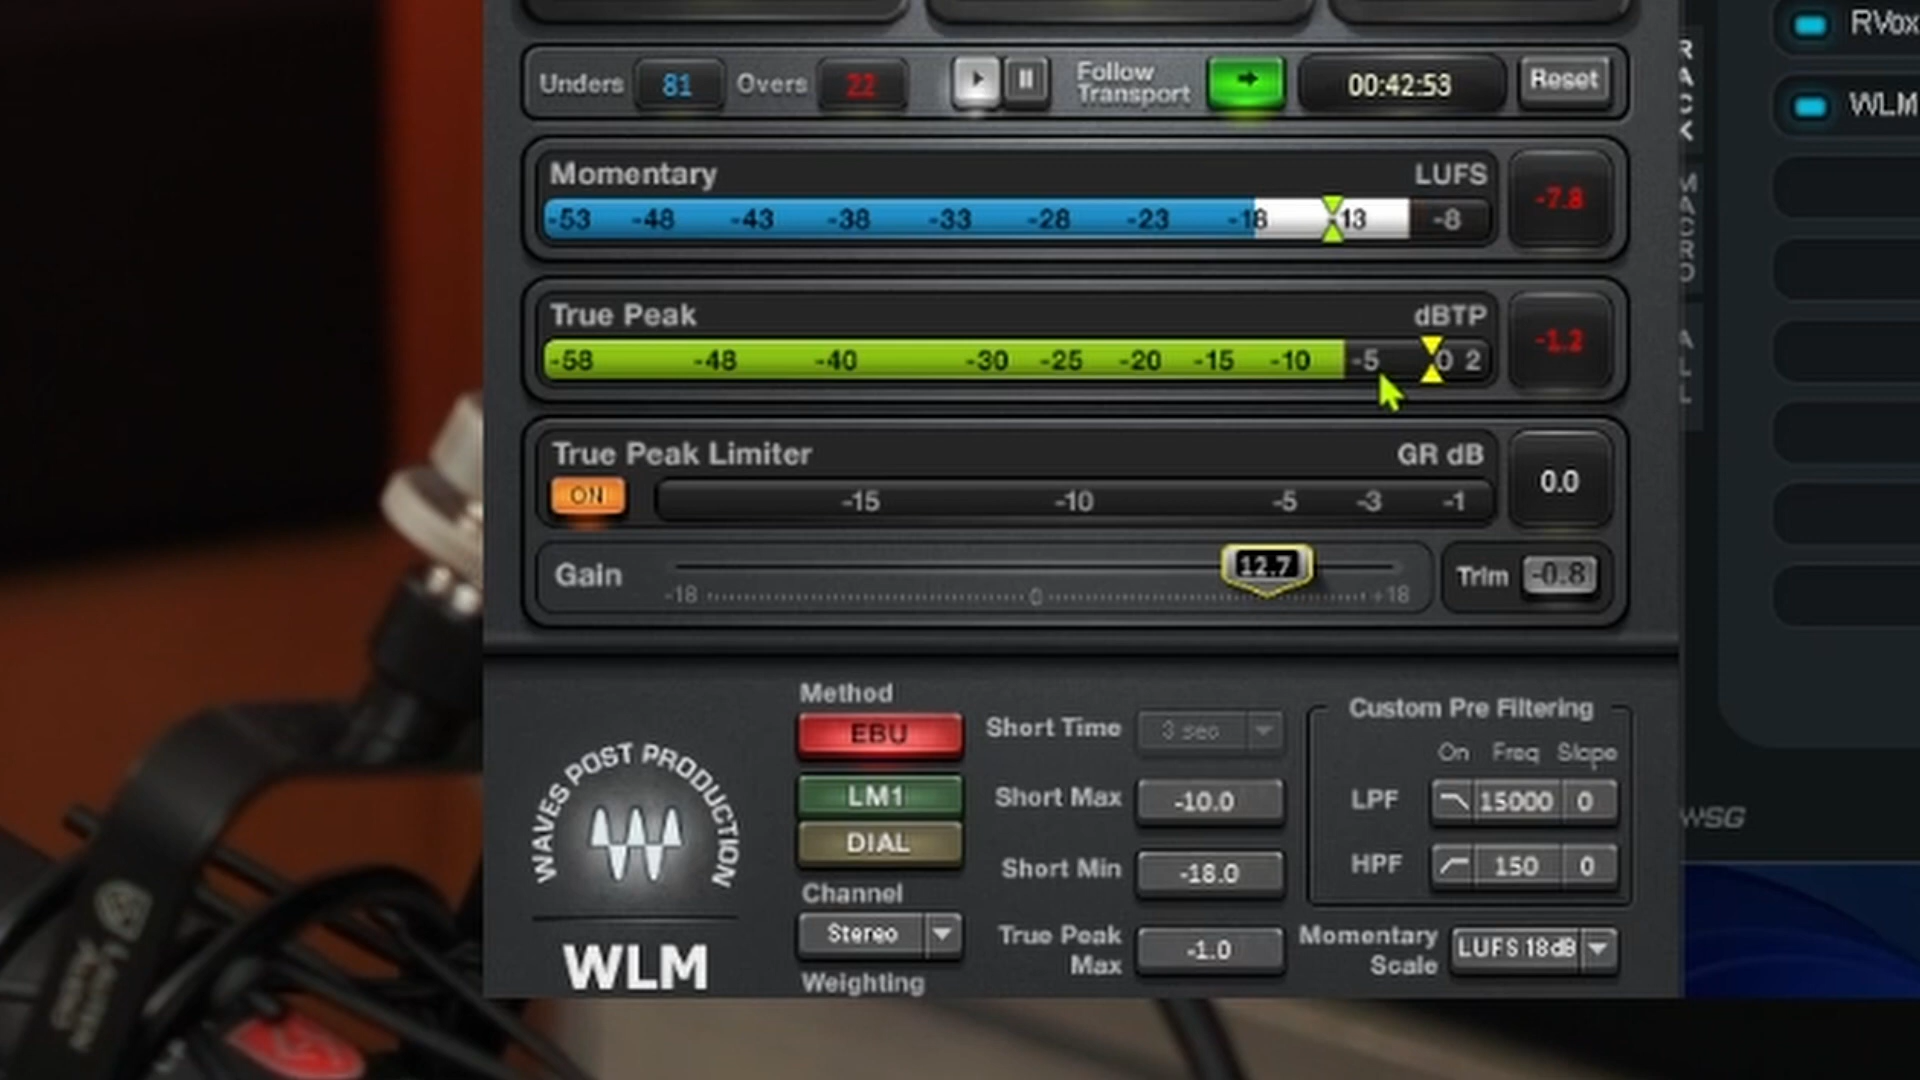 Unders 81 Overs 22 Follow Transport 00:42:53 Reset
Momentary LUFS
-53 -48 -43 -38 -33 -28 -23 -18 -13 -8 -7.8
True Peak dBTP
-58 -48 -40 -30 -25 -20 -15 -10 -5 0 2 -1.2
True Peak Limiter GR dB
ON -15 -10 -5 -3 -1 0.0
Gain -18 0 12.7 +18 Trim -0.8
WAVES POST PRODUCTION
WLM
Method
EBU
LM1
DIAL
Channel
Stereo
Weighting
Short Time 3 sec
Short Max -10.0
Short Min -18.0
True Peak Max -1.0
Custom Pre Filtering
On Freq Slope
LPF 15000 0
HPF 150 0
Momentary Scale LUFS 18dB
RACK
MACRO
ALL
RVox
WLM
WSG